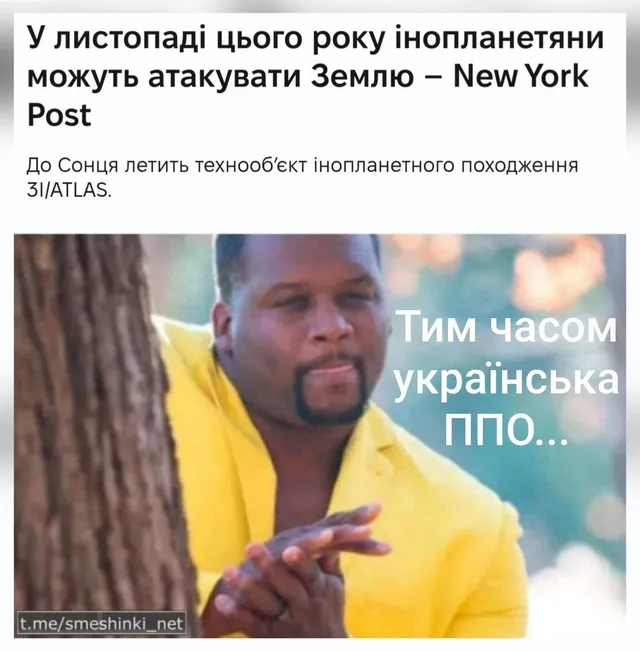 У листопаді цього року інопланетяни
можуть атакувати Землю – New York
Post
До Сонця летить технооб'єкт інопланетного походження
3I/ATLAS.
Тим часом
українська
ППО...
t.me/smeshinki_net